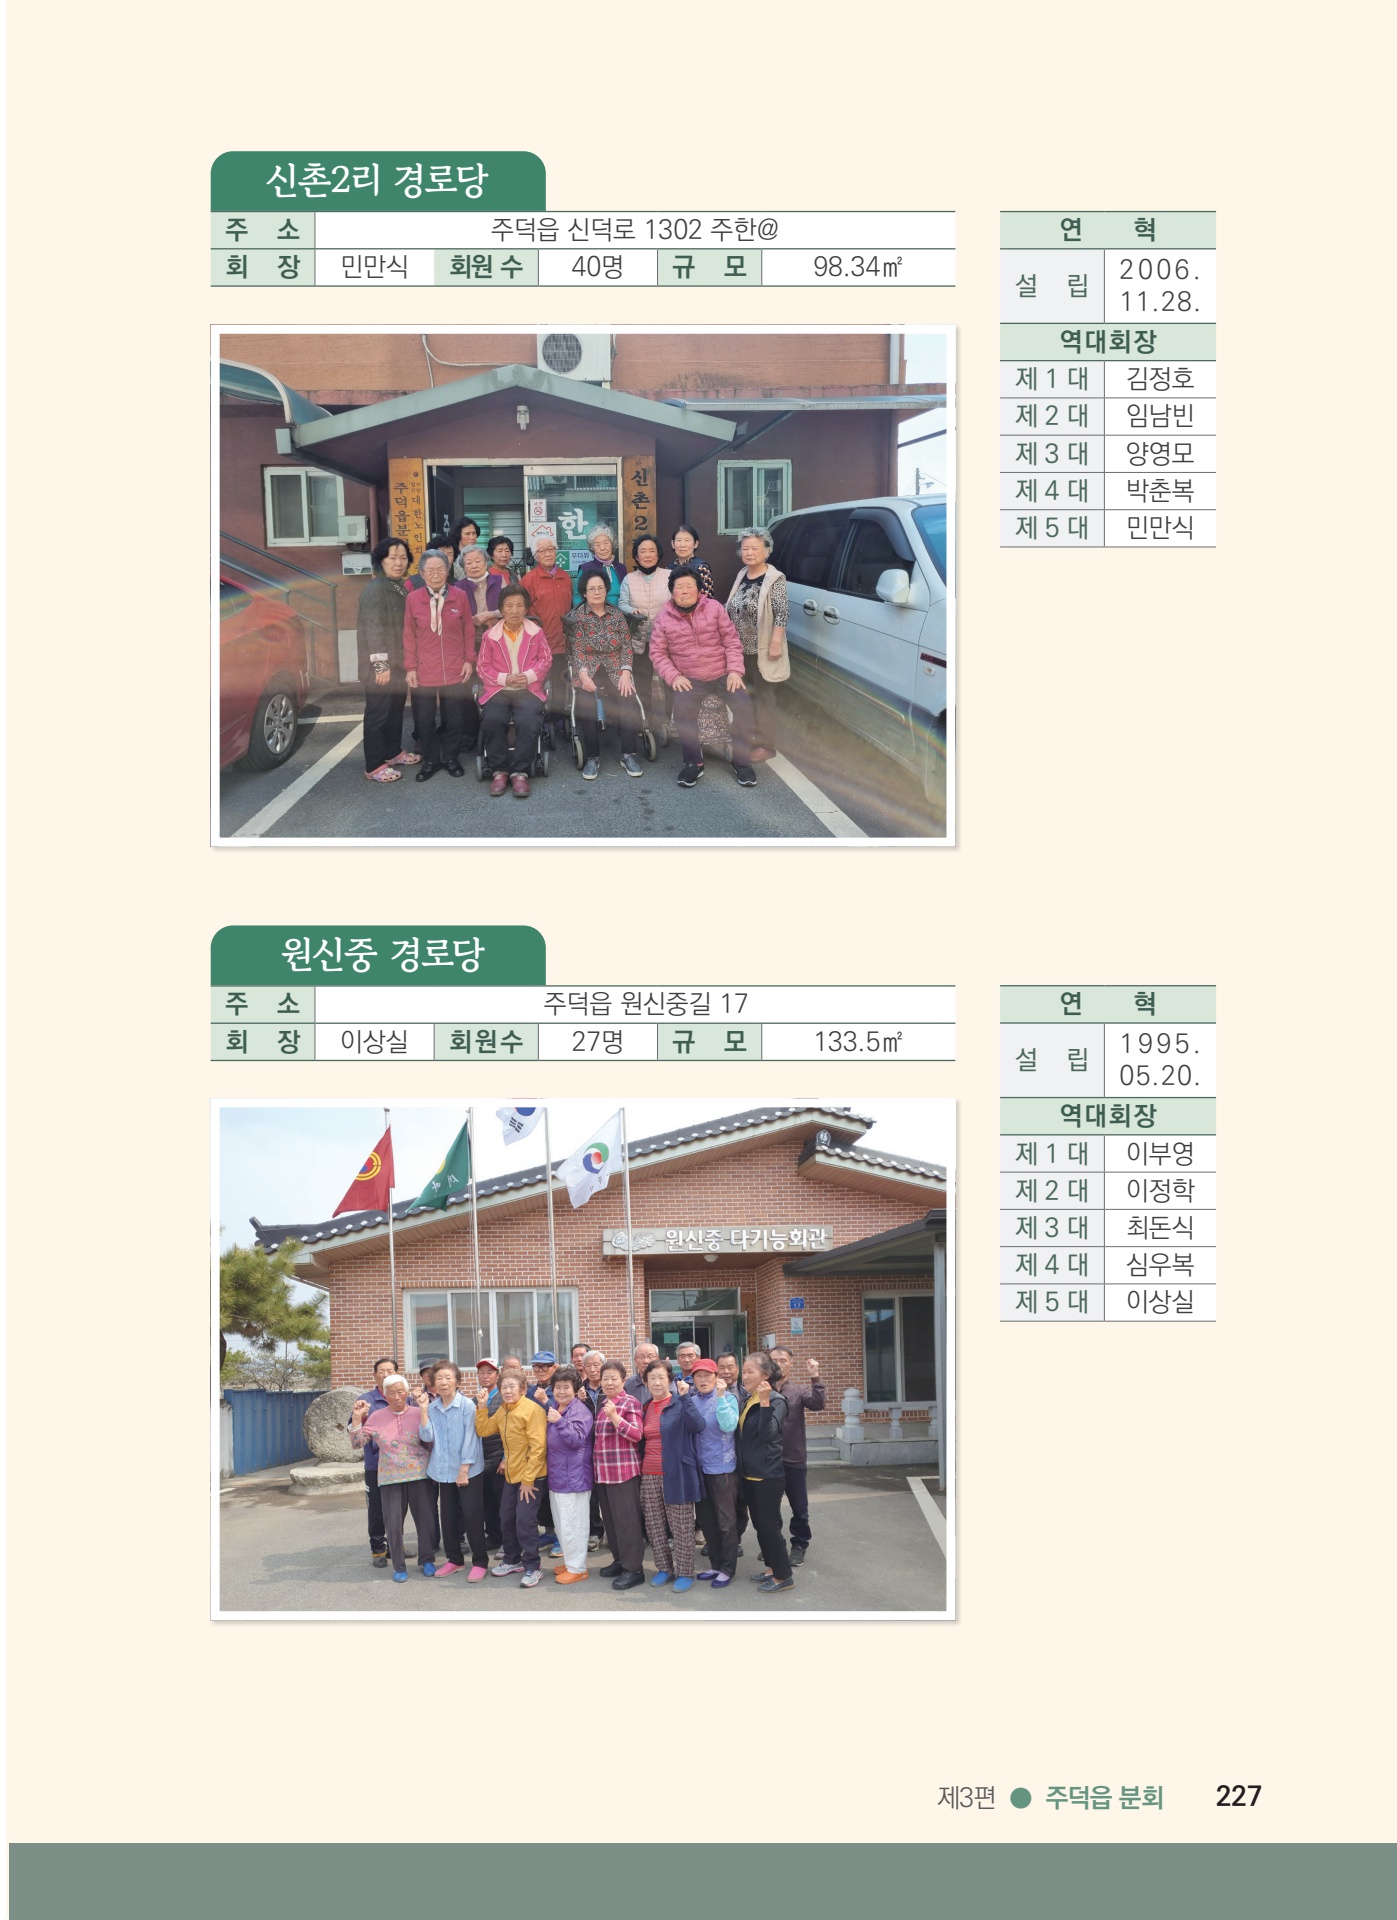 신촌2리 경로당
주 소 주덕읍 신덕로 1302 주한@
회 장 민만식 회원 수 40명 규 모 98.34㎡
연 혁
설 립 2006. 11.28.
역대회장
제 1 대 김정호
제 2 대 임남빈
제 3 대 양영모
제 4 대 박춘복
제 5 대 민만식
대한노인
주덕읍분
한
무더위
신촌2
원신중 경로당
주 소 주덕읍 원신중길 17
회 장 이상실 회원수 27명 규 모 133.5㎡
연 혁
설 립 1995. 05.20.
역대회장
제 1 대 이부영
제 2 대 이정학
제 3 대 최돈식
제 4 대 심우복
제 5 대 이상실
원신중 다기능회관
17
제3편 ● 주덕읍 분회 227